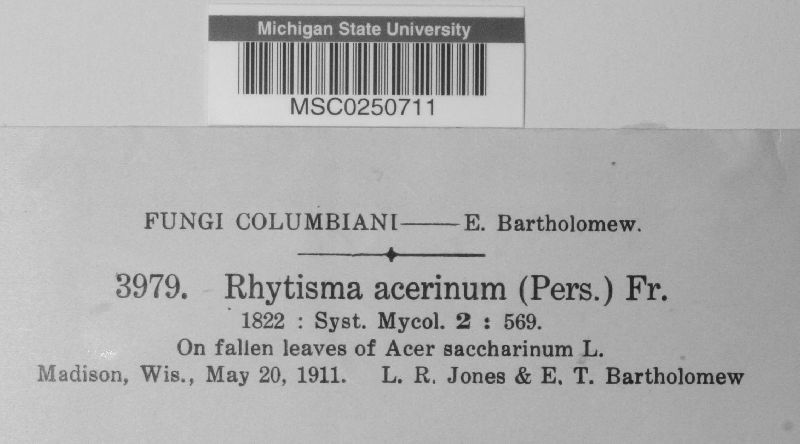 Michigan State University
MSC0250711
FUNGI COLUMBIANI——E. Bartholomew.
3979. Rhytisma acerinum (Pers.) Fr.
1822 : Syst. Mycol. 2 : 569.
On fallen leaves of Acer saccharinum L.
Madison, Wis., May 20, 1911. L. R. Jones & E. T. Bartholomew